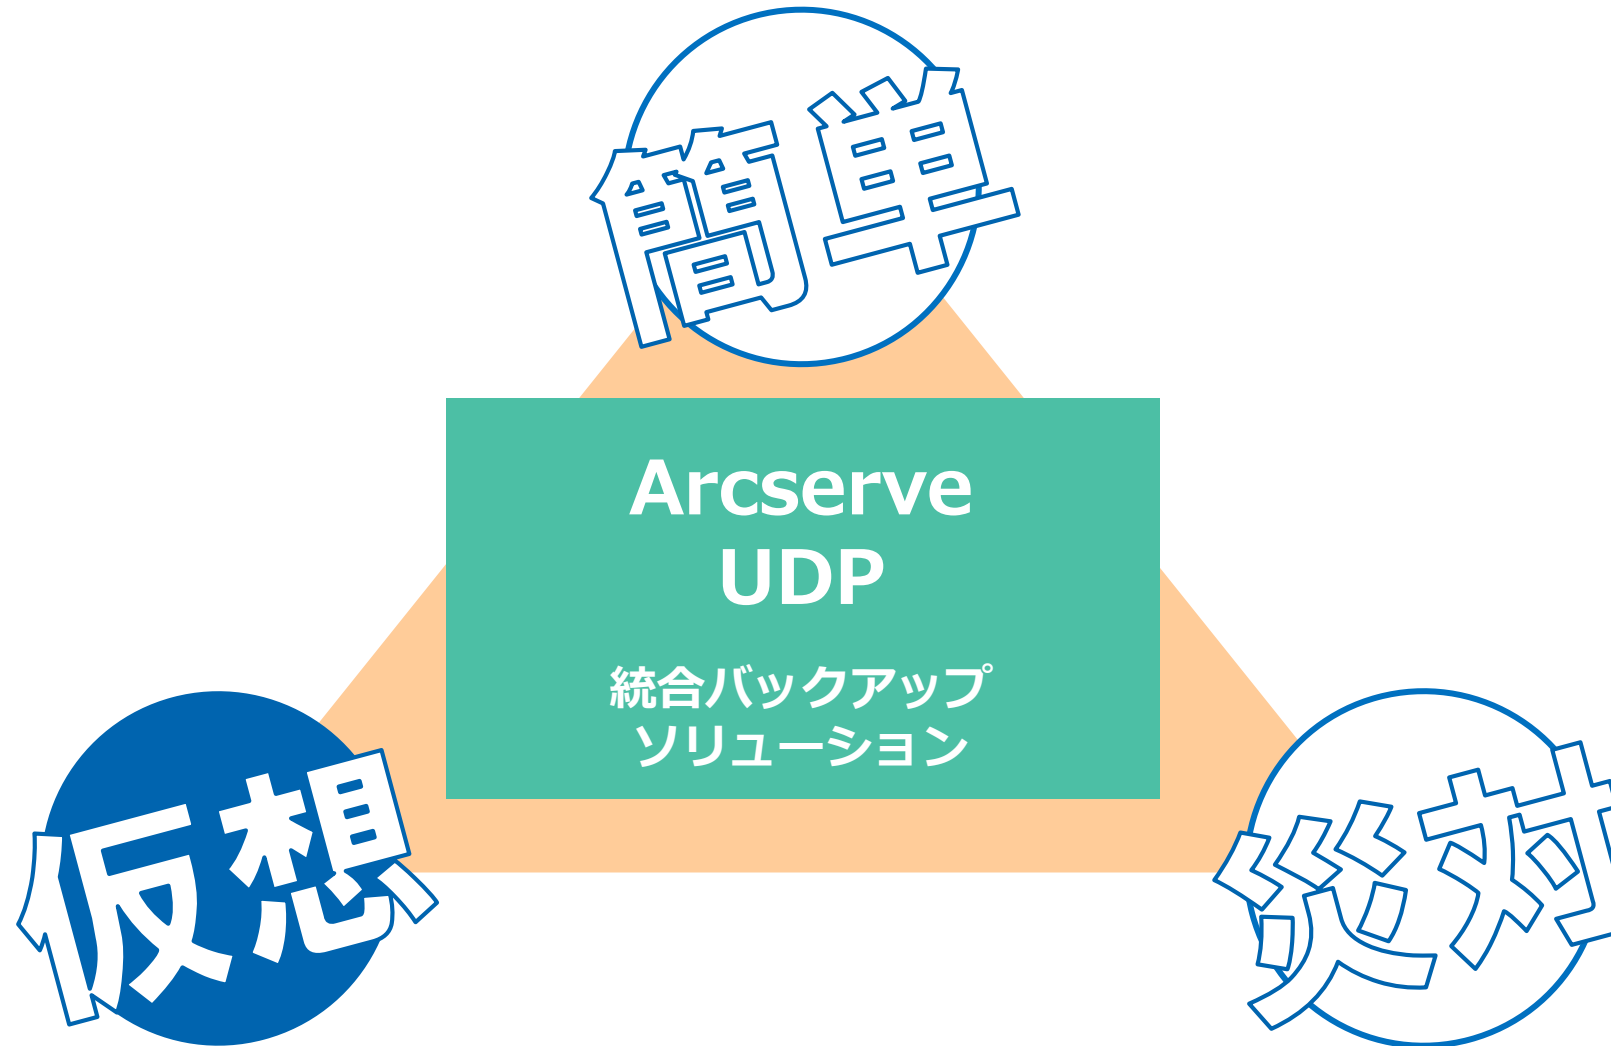 簡単
Arcserve
UDP
統合バックアップ
ソリューション
仮想
災対